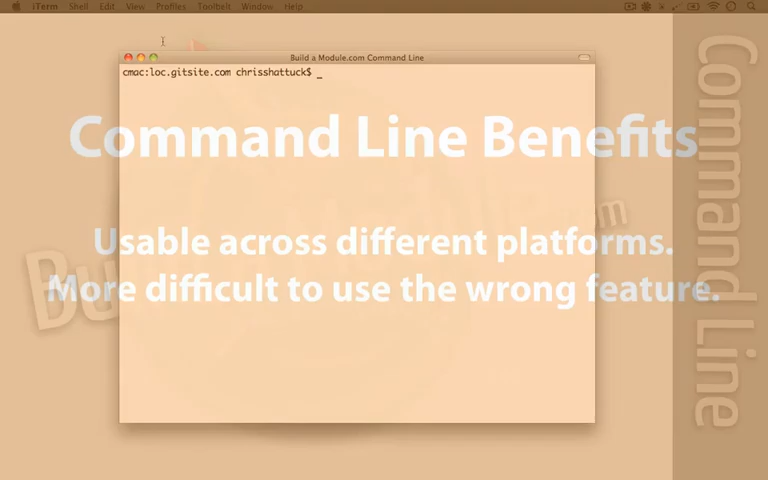 iTerm Shell Edit View Profiles Toolbelt Window Help
Build a Module.com Command Line
cmac:loc.gitsite.com chrisshattuck$ _
Command Line Benefits
Usable across different platforms.
More difficult to use the wrong feature.
Command Line